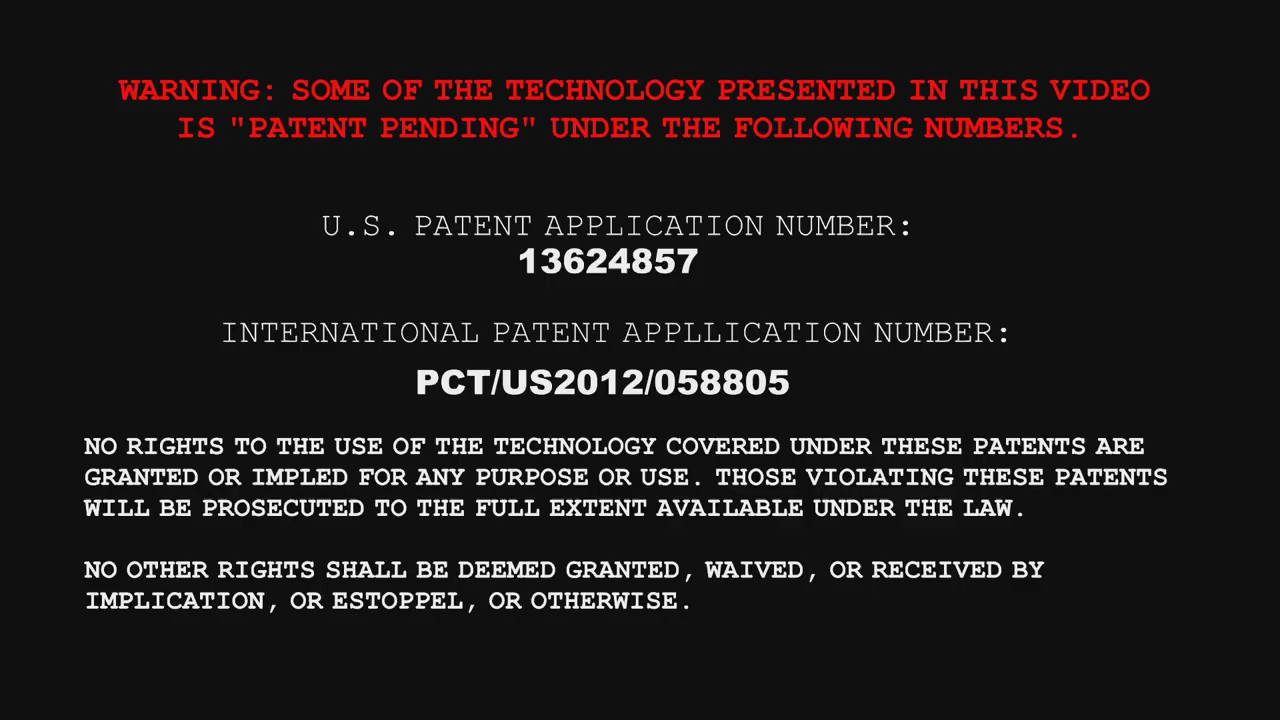 WARNING: SOME OF THE TECHNOLOGY PRESENTED IN THIS VIDEO
IS "PATENT PENDING" UNDER THE FOLLOWING NUMBERS.
U.S. PATENT APPLICATION NUMBER:
13624857
INTERNATIONAL PATENT APPLLICATION NUMBER:
PCT/US2012/058805
NO RIGHTS TO THE USE OF THE TECHNOLOGY COVERED UNDER THESE PATENTS ARE
GRANTED OR IMPLED FOR ANY PURPOSE OR USE. THOSE VIOLATING THESE PATENTS
WILL BE PROSECUTED TO THE FULL EXTENT AVAILABLE UNDER THE LAW.
NO OTHER RIGHTS SHALL BE DEEMED GRANTED, WAIVED, OR RECEIVED BY
IMPLICATION, OR ESTOPPEL, OR OTHERWISE.